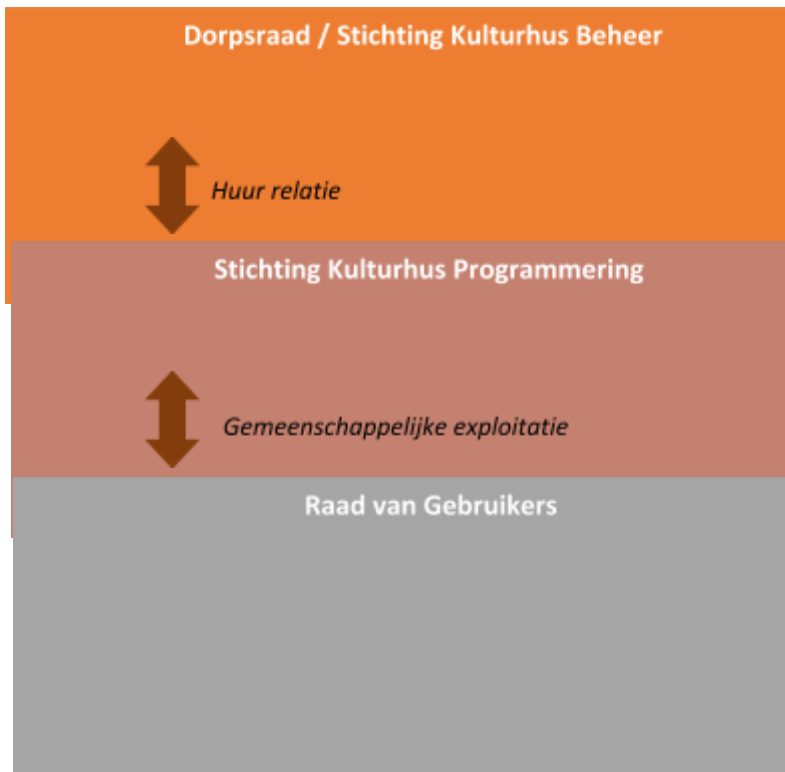 Dorpsraad / Stichting Kulturhus Beheer
Huur relatie
Stichting Kulturhus Programmering
Gemeenschappelijke exploitatie
Raad van Gebruikers